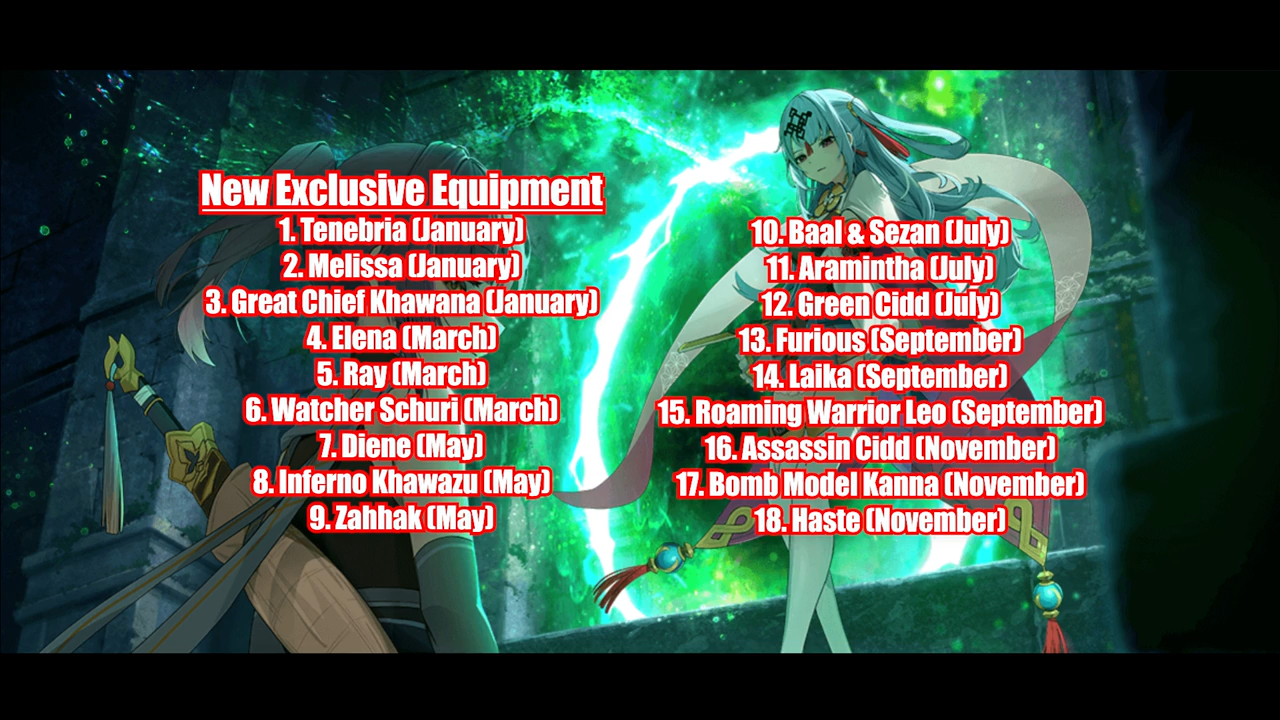 New Exclusive Equipment
1. Tenebria (January)
2. Melissa (January)
3. Great Chief Khawana (January)
4. Elena (March)
5. Ray (March)
6. Watcher Schuri (March)
7. Diene (May)
8. Inferno Khawazu (May)
9. Zahhak (May)
10. Baal & Sezan (July)
11. Aramintha (July)
12. Green Cidd (July)
13. Furious (September)
14. Laika (September)
15. Roaming Warrior Leo (September)
16. Assassin Cidd (November)
17. Bomb Model Kanna (November)
18. Haste (November)